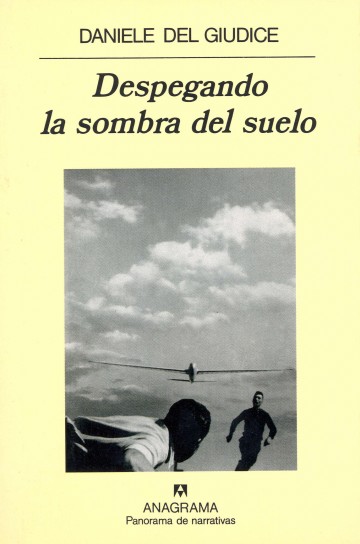 DANIELE DEL GIUDICE
Despegando
la sombra del suelo
ANAGRAMA
Panorama de narrativas